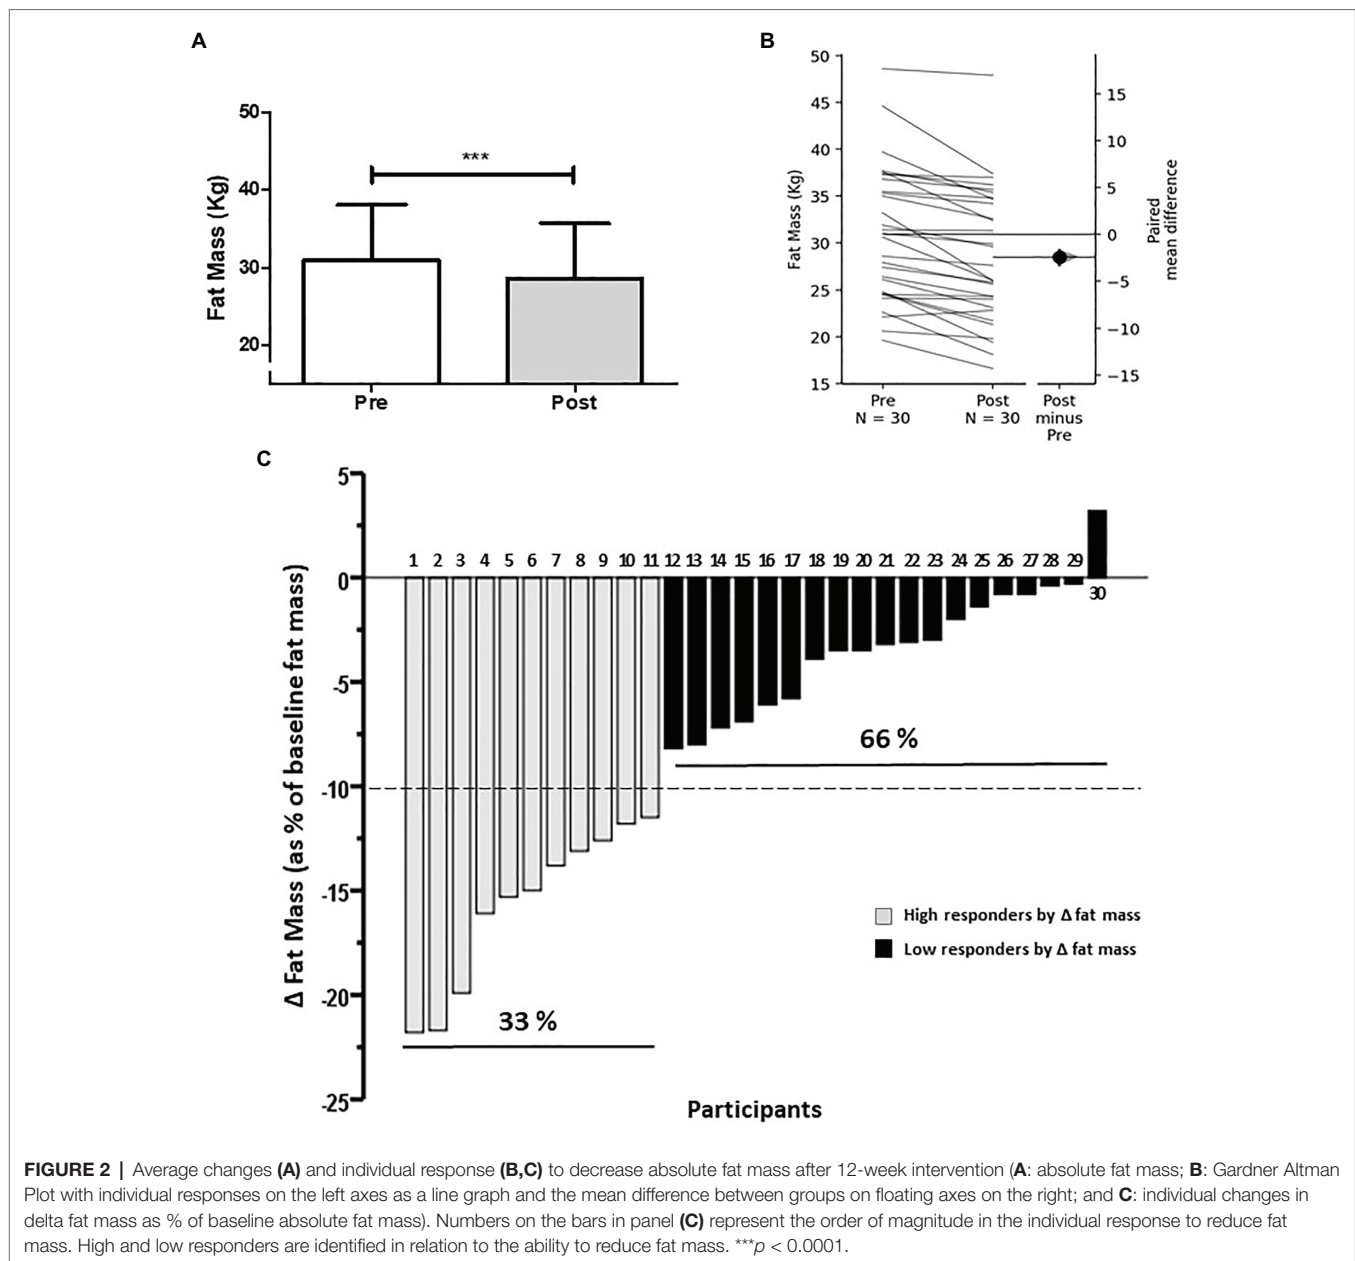 A
Fat Mass (Kg)
50
40
30
20
***
Pre
Post
B
Fat Mass (Kg)
50
45
40
35
30
25
20
15
Pre
N = 30
Post
N = 30
Post
minus
Pre
15
10
5
0
−5
−10
−15
Paired
mean difference
C
Δ Fat Mass (as % of baseline fat mass)
5
0
-5
-10
-15
-20
-25
1 2 3 4 5 6 7 8 9 10 11 12 13 14 15 16 17 18 19 20 21 22 23 24 25 26 27 28 29
30
66 %
High responders by Δ fat mass
Low responders by Δ fat mass
33 %
Participants
FIGURE 2 | Average changes (A) and individual response (B,C) to decrease absolute fat mass after 12-week intervention (A: absolute fat mass; B: Gardner Altman
Plot with individual responses on the left axes as a line graph and the mean difference between groups on floating axes on the right; and C: individual changes in
delta fat mass as % of baseline absolute fat mass). Numbers on the bars in panel (C) represent the order of magnitude in the individual response to reduce fat
mass. High and low responders are identified in relation to the ability to reduce fat mass. ***p < 0.0001.